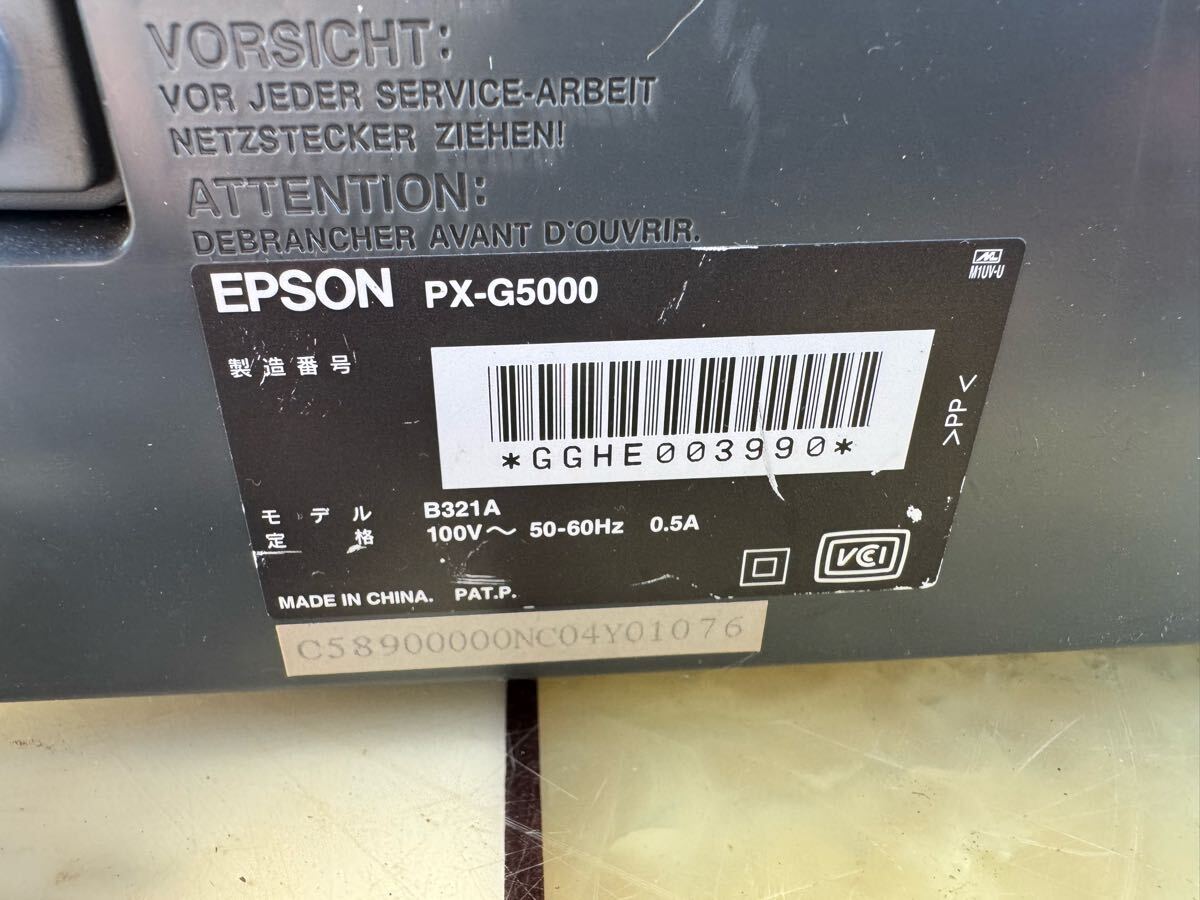 VORSICHT:
VOR JEDER SERVICE-ARBEIT
NETZSTECKER ZIEHEN!
ATTENTION:
DEBRANCHER AVANT D'OUVRIR.
EPSON PX-G5000
M1UV-U
製造番号
*GGHE003990*
>PP<
モデル B321A
定格 100V～ 50-60Hz 0.5A
VCCI
MADE IN CHINA. PAT.P.
C58900000NC04Y01076